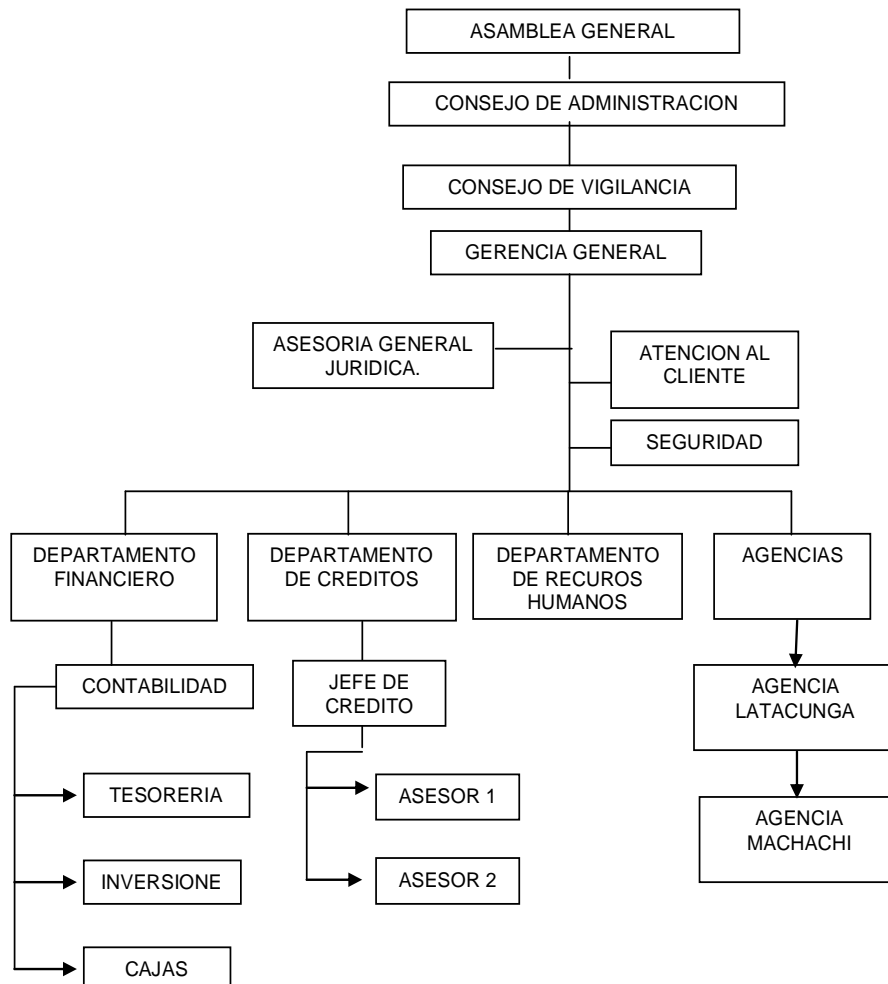 ASAMBLEA GENERAL
CONSEJO DE ADMINISTRACION
CONSEJO DE VIGILANCIA
GERENCIA GENERAL
ASESORIA GENERAL
JURIDICA.
ATENCION AL
CLIENTE
SEGURIDAD
DEPARTAMENTO
FINANCIERO
DEPARTAMENTO
DE CREDITOS
DEPARTAMENTO
DE RECUROS
HUMANOS
AGENCIAS
CONTABILIDAD
JEFE DE
CREDITO
AGENCIA
LATACUNGA
TESORERIA
ASESOR 1
AGENCIA
MACHACHI
INVERSIONE
ASESOR 2
CAJAS